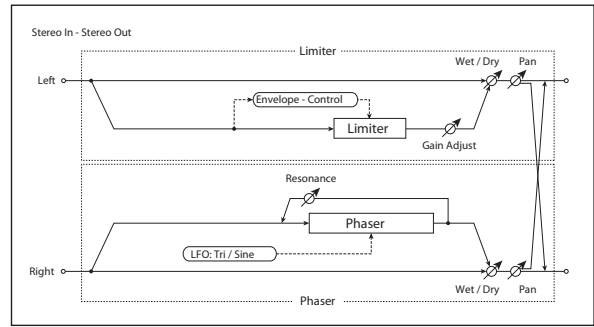 Stereo In - Stereo Out
Limiter
Wet / Dry
Pan
Left
Envelope - Control
Limiter
Gain Adjust
Resonance
Phaser
LFO: Tri / Sine
Right
Wet / Dry
Pan
Phaser